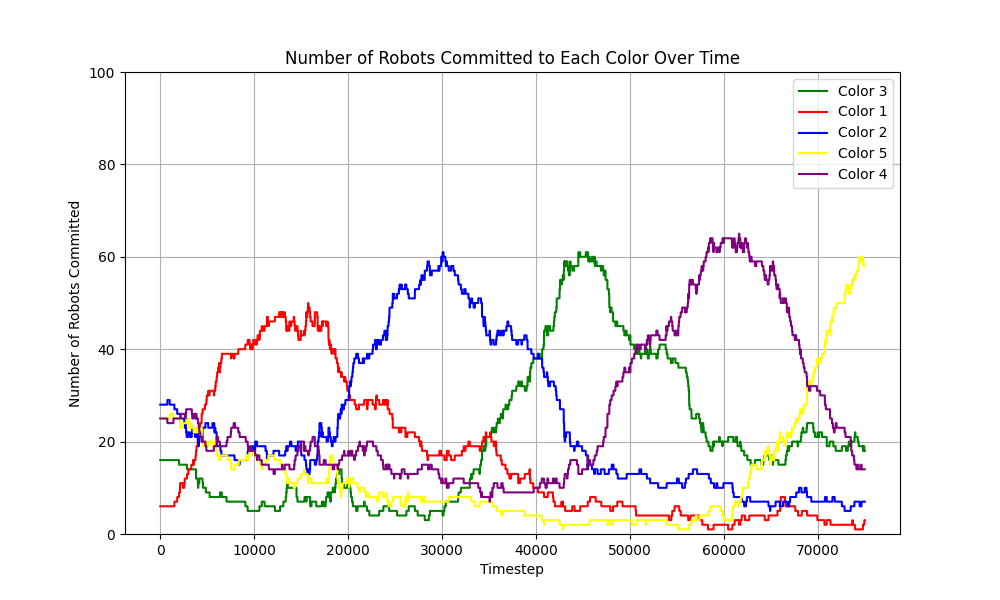 Number of Robots Committed to Each Color Over Time
Number of Robots Committed
100
80
60
40
20
0
Color 3
Color 1
Color 2
Color 5
Color 4
0
10000
20000
30000
40000
50000
60000
70000
Timestep